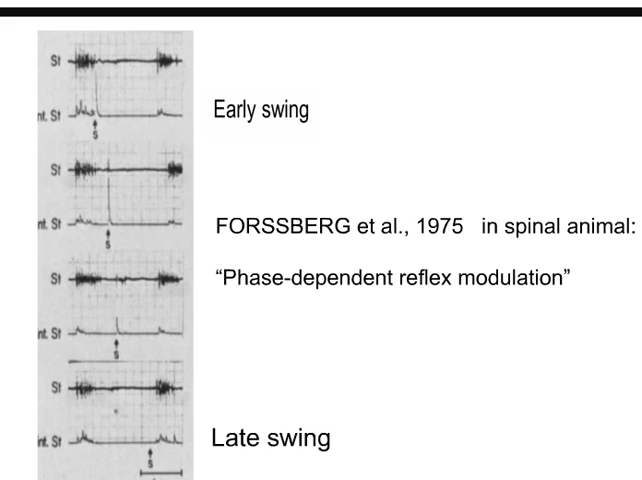 St
Early swing
nt. St
S
St
nt. St
FORSSBERG et al., 1975 in spinal animal:
S
St
“Phase-dependent reflex modulation”
nt. St
S
St
nt. St
Late swing
S